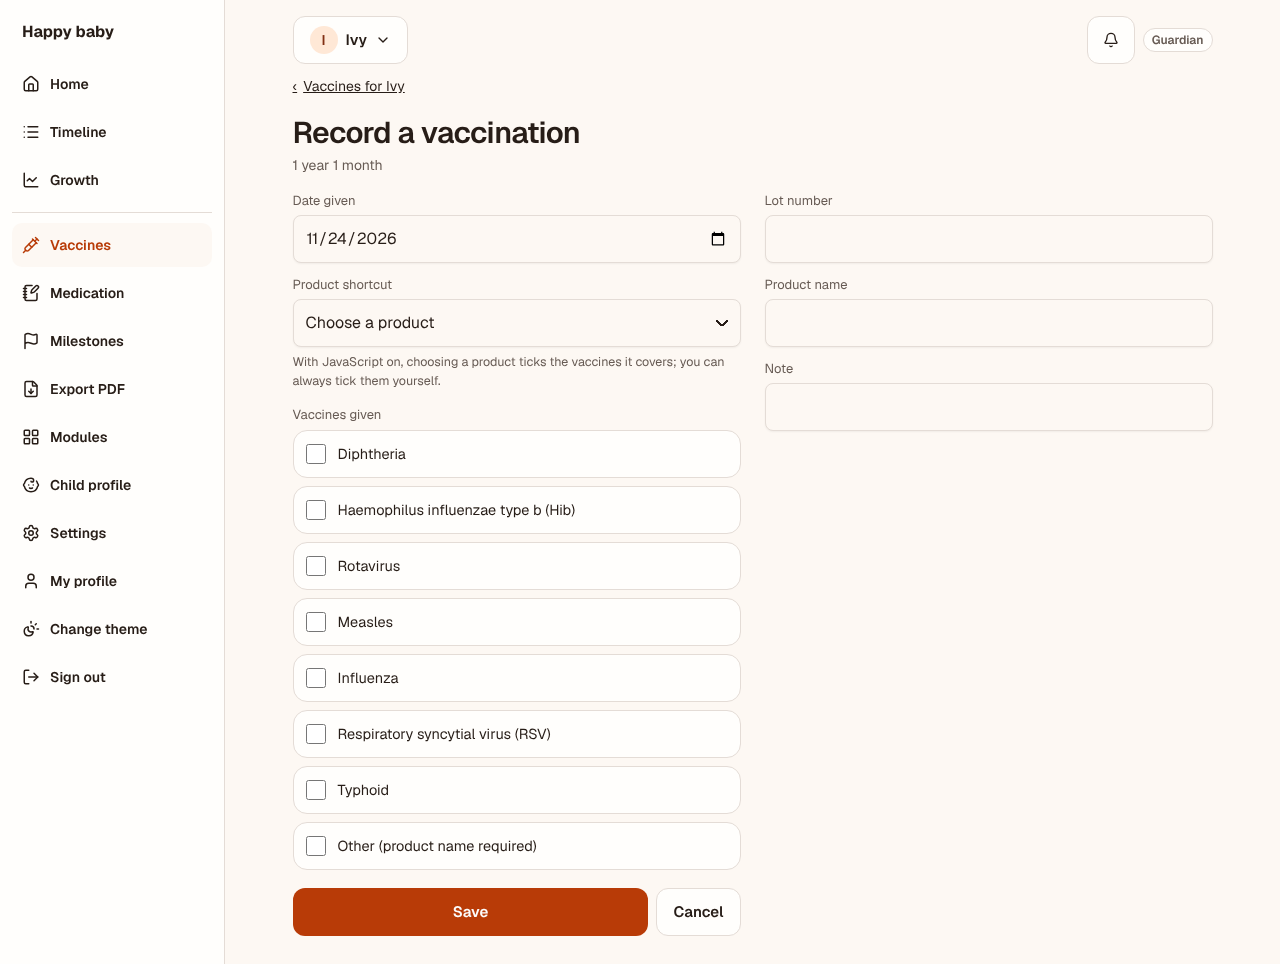 Happy baby
Home
Timeline
Growth
Vaccines
Medication
Milestones
Export PDF
Modules
Child profile
Settings
My profile
Change theme
Sign out
I Ivy
Guardian
‹ Vaccines for Ivy
Record a vaccination
1 year 1 month
Date given
11/24/2026
Product shortcut
Choose a product
With JavaScript on, choosing a product ticks the vaccines it covers; you can
always tick them yourself.
Vaccines given
Diphtheria
Haemophilus influenzae type b (Hib)
Rotavirus
Measles
Influenza
Respiratory syncytial virus (RSV)
Typhoid
Other (product name required)
Save
Cancel
Lot number
Product name
Note